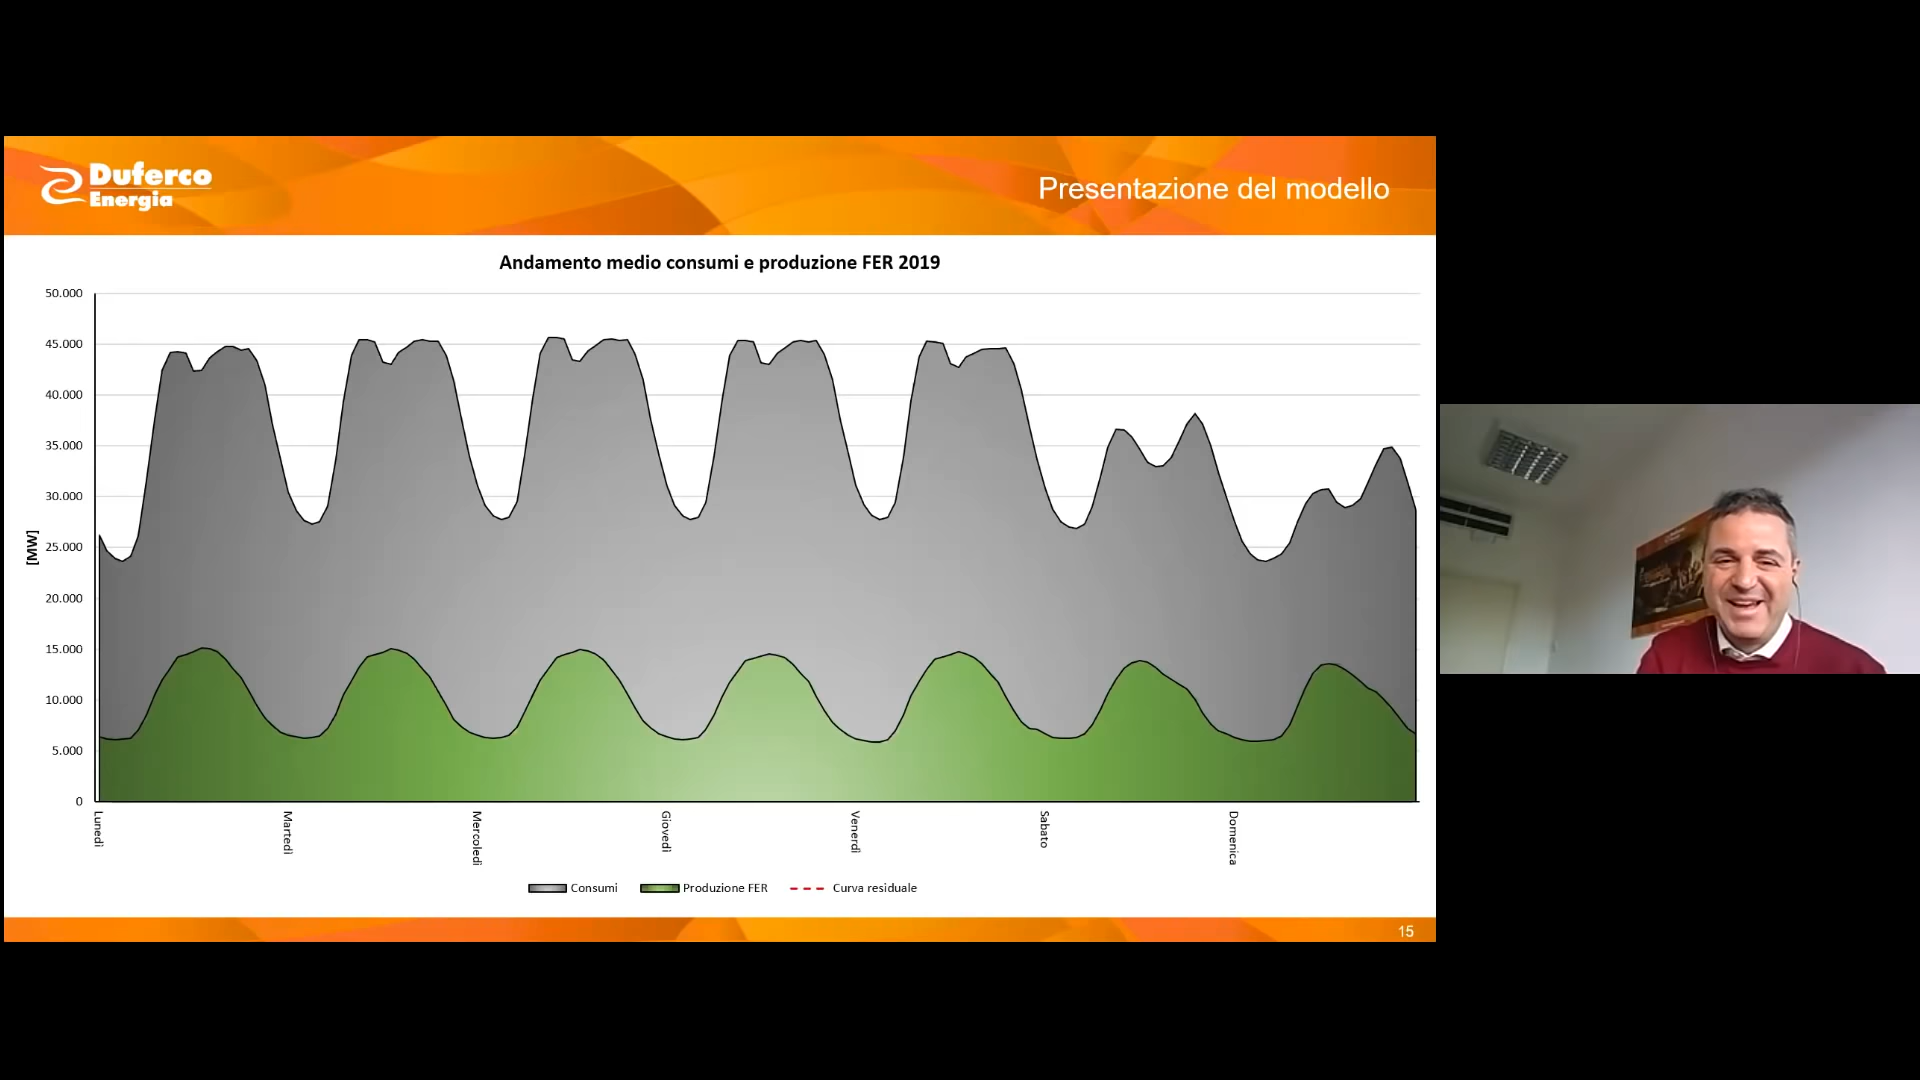 Duferco
Energia
Presentazione del modello
Andamento medio consumi e produzione FER 2019
50.000
45.000
40.000
35.000
30.000
25.000
20.000
15.000
10.000
5.000
0
[MW]
Lunedì
Martedì
Mercoledì
Giovedì
Venerdì
Sabato
Domenica
Consumi
Produzione FER
Curva residuale
15